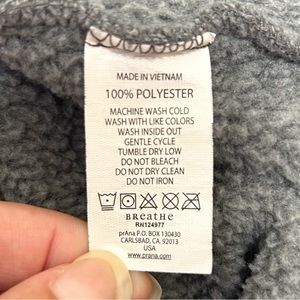 MADE IN VIETNAM
100% POLYESTER
MACHINE WASH COLD
WASH WITH LIKE COLORS
WASH INSIDE OUT
GENTLE CYCLE
TUMBLE DRY LOW
DO NOT BLEACH
DO NOT DRY CLEAN
DO NOT IRON
BREATHE
RN124977
prAna P.O. BOX 130430
CARLSBAD, CA. 92013
USA
www.prana.com